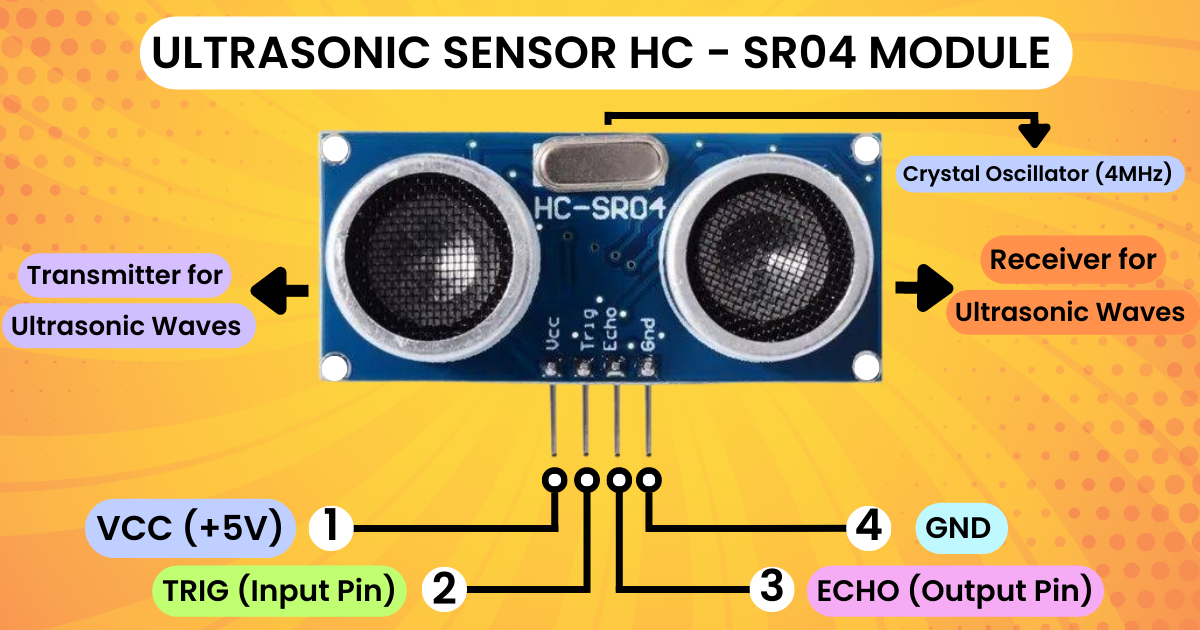 ULTRASONIC SENSOR HC - SR04 MODULE
Crystal Oscillator (4MHz)
HC-SR04
Transmitter for
Ultrasonic Waves
Receiver for
Ultrasonic Waves
Vcc
Trig
Echo
Gnd
VCC (+5V) 1
4 GND
TRIG (Input Pin) 2
3 ECHO (Output Pin)